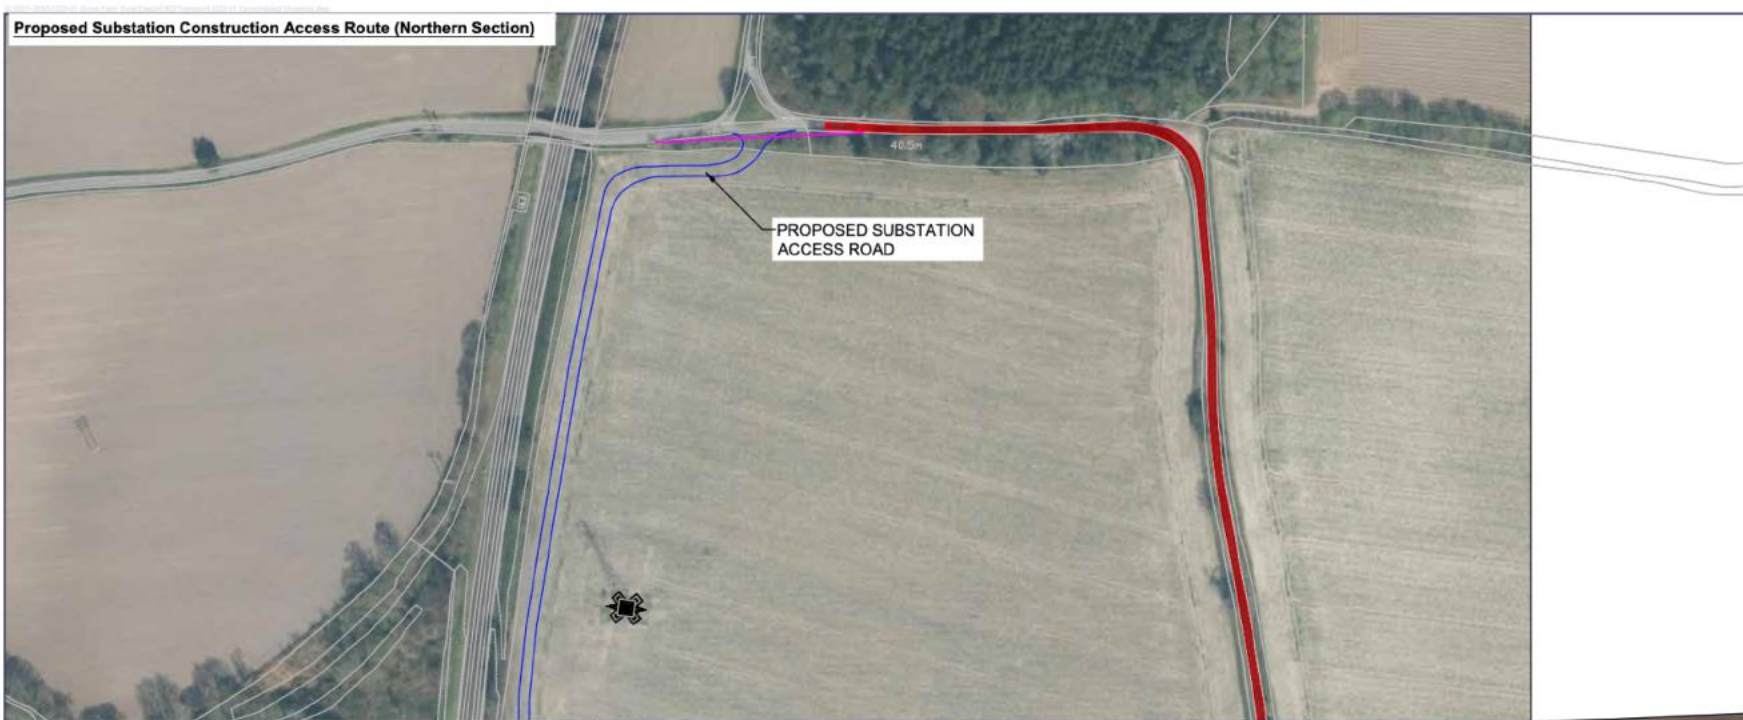 Proposed Substation Construction Access Route (Northern Section)
40.5m
PROPOSED SUBSTATION
ACCESS ROAD